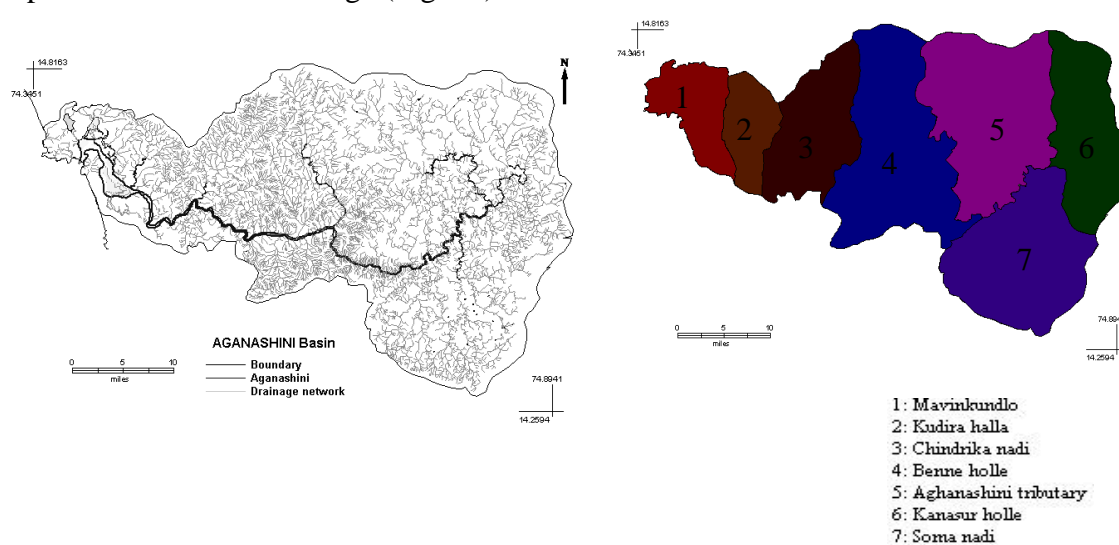 14.8163
74.3451
N
AGANASHINI Basin
0 5 10
miles
Boundary
Aganashini
Drainage network
74.8941
14.2594
14.8163
74.3451
1
2
3
4
5
6
7
0 5 10
miles
74.894
14.2594
1: Mavinkundlo
2: Kudira halla
3: Chindrika nadi
4: Benne holle
5: Aghanashini tributary
6: Kanasur holle
7: Soma nadi